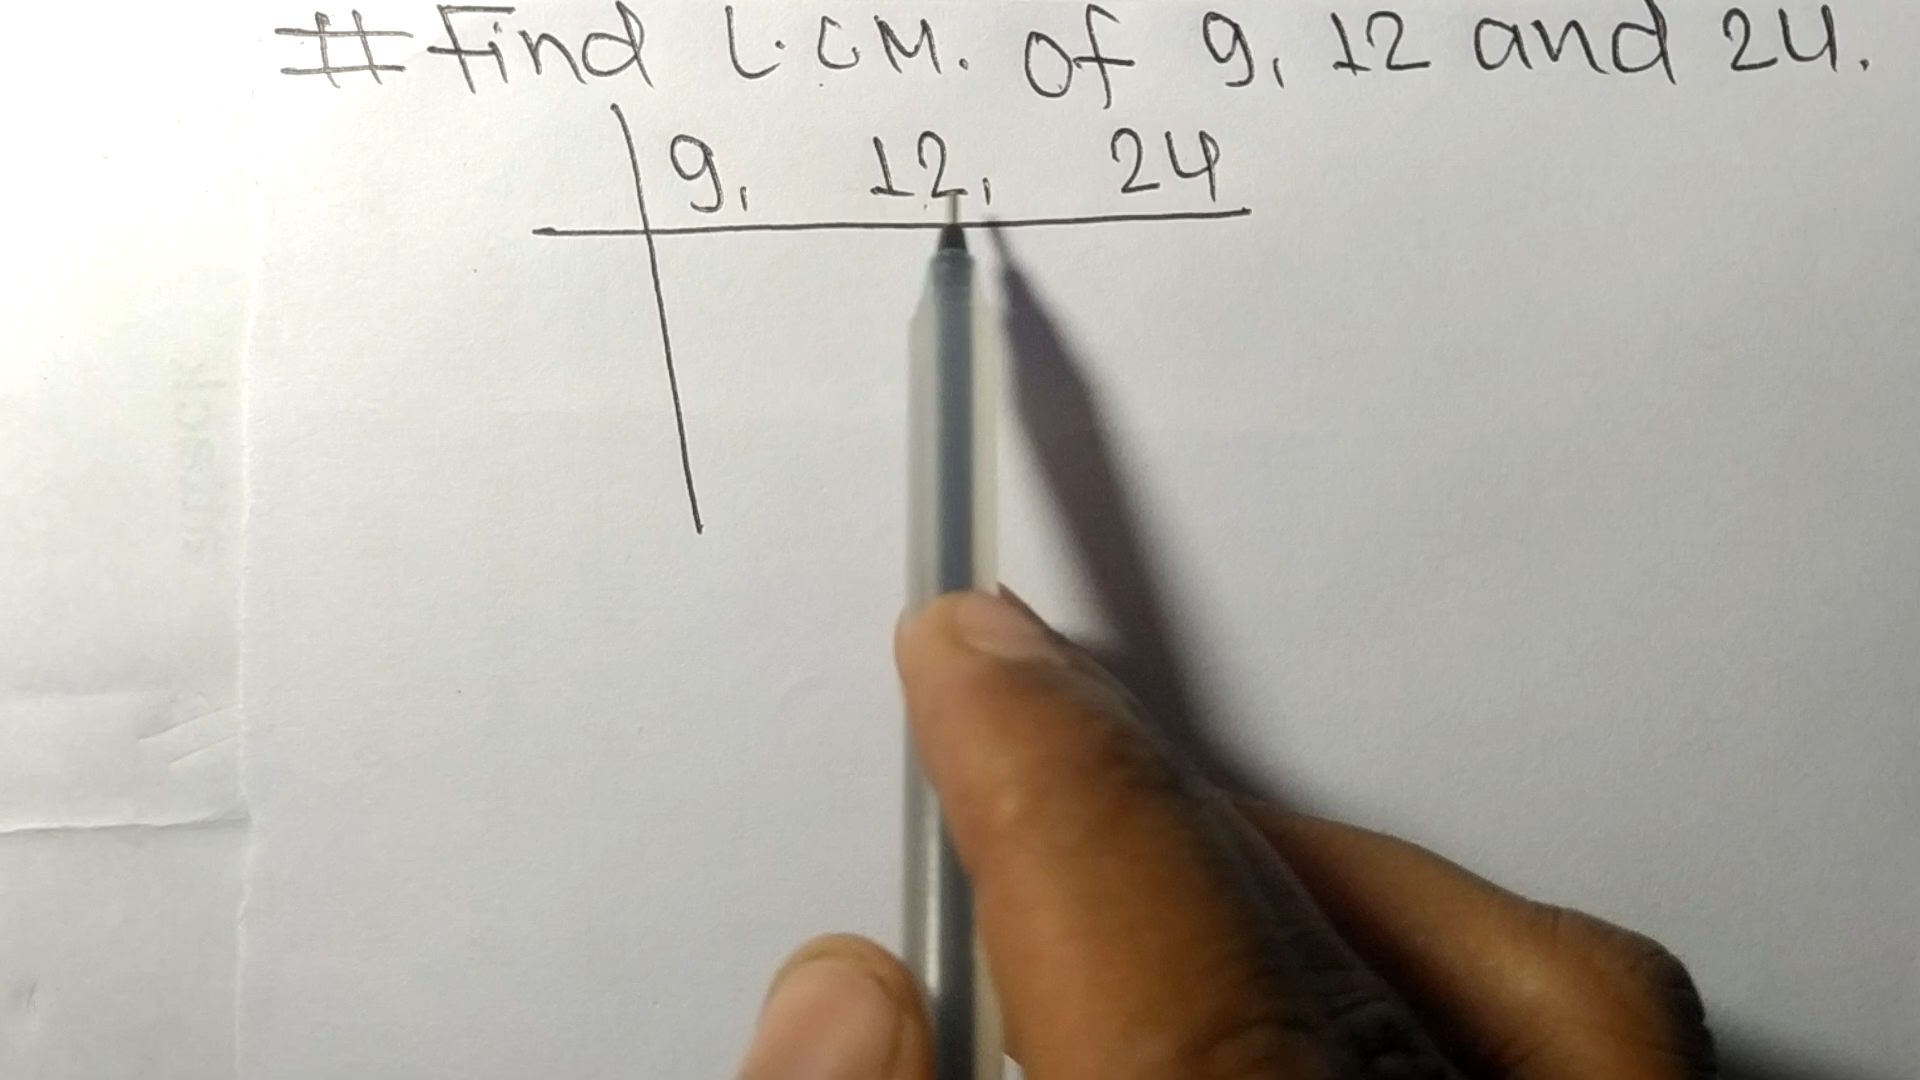 # Find L.C.M. Of 9, 12 and 24.
9, 12, 24